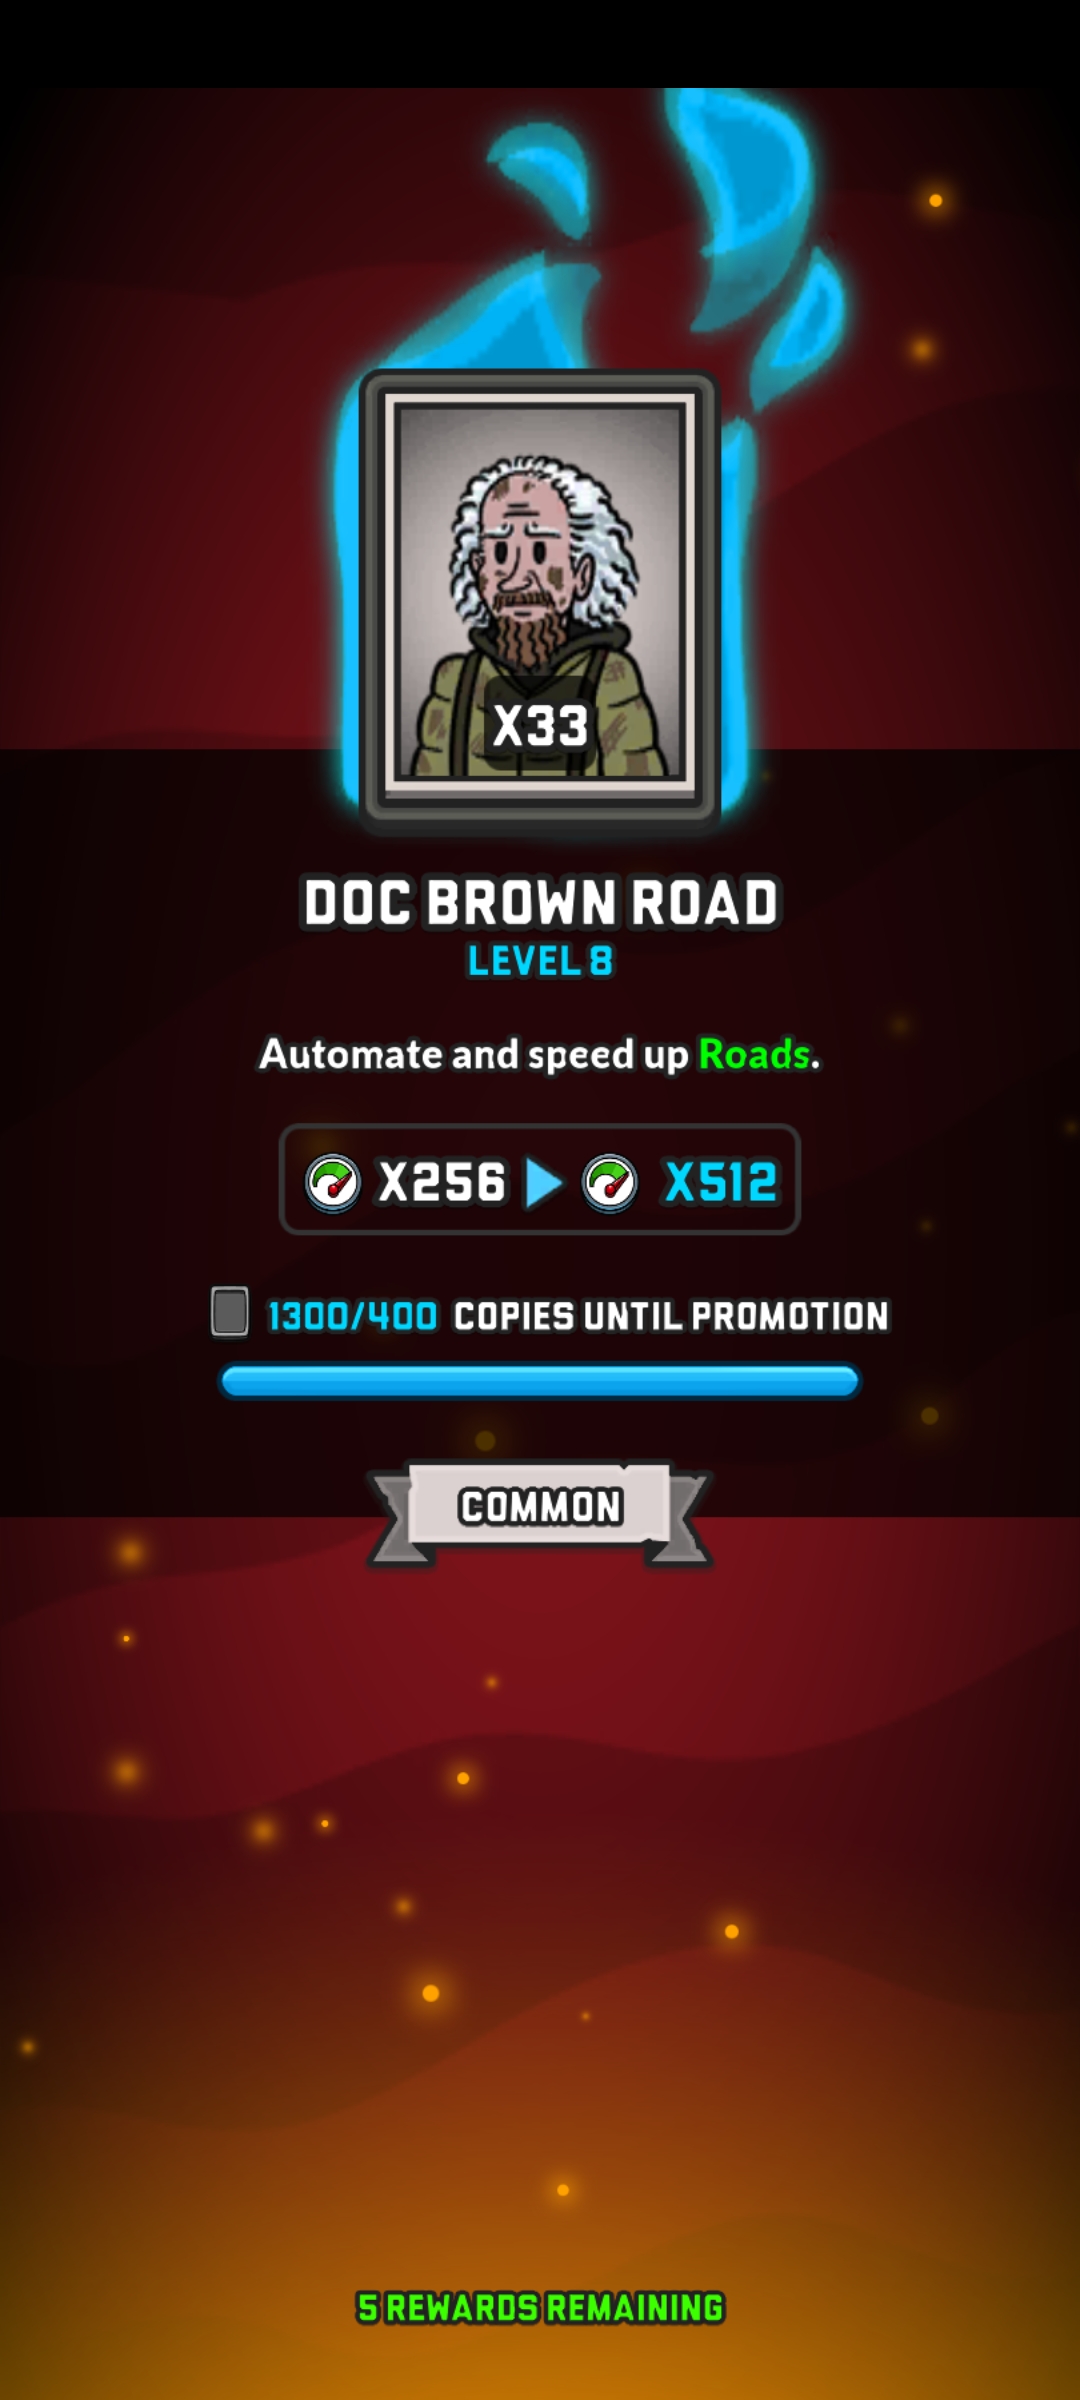 X33
DOC BROWN ROAD
LEVEL 8
Automate and speed up Roads.
X256 X512
1300/400 COPIES UNTIL PROMOTION
COMMON
5 REWARDS REMAINING